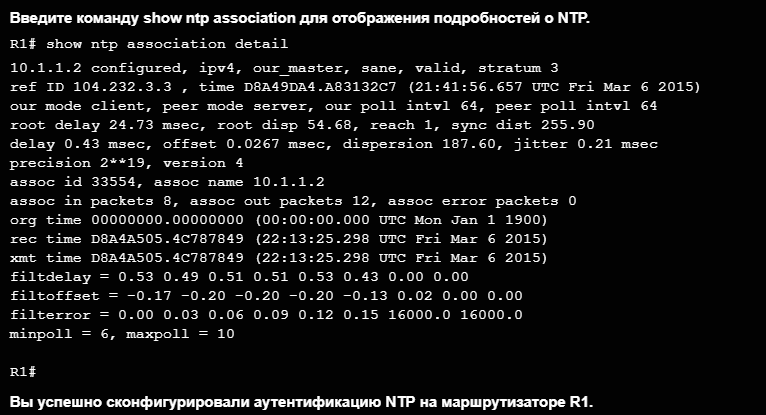 Введите команду show ntp association для отображения подробностей о NTP.
R1# show ntp association detail
10.1.1.2 configured, ipv4, our_master, sane, valid, stratum 3
ref ID 104.232.3.3 , time D8A49DA4.A83132C7 (21:41:56.657 UTC Fri Mar 6 2015)
our mode client, peer mode server, our poll intvl 64, peer poll intvl 64
root delay 24.73 msec, root disp 54.68, reach 1, sync dist 255.90
delay 0.43 msec, offset 0.0267 msec, dispersion 187.60, jitter 0.21 msec
precision 2**19, version 4
assoc id 33554, assoc name 10.1.1.2
assoc in packets 8, assoc out packets 12, assoc error packets 0
org time 00000000.00000000 (00:00:00.000 UTC Mon Jan 1 1900)
rec time D8A4A505.4C787849 (22:13:25.298 UTC Fri Mar 6 2015)
xmt time D8A4A505.4C787849 (22:13:25.298 UTC Fri Mar 6 2015)
filtdelay = 0.53 0.49 0.51 0.51 0.53 0.43 0.00 0.00
filtoffset = -0.17 -0.20 -0.20 -0.20 -0.13 0.02 0.00 0.00
filterror = 0.00 0.03 0.06 0.09 0.12 0.15 16000.0 16000.0
minpoll = 6, maxpoll = 10
R1#
Вы успешно сконфигурировали аутентификацию NTP на маршрутизаторе R1.